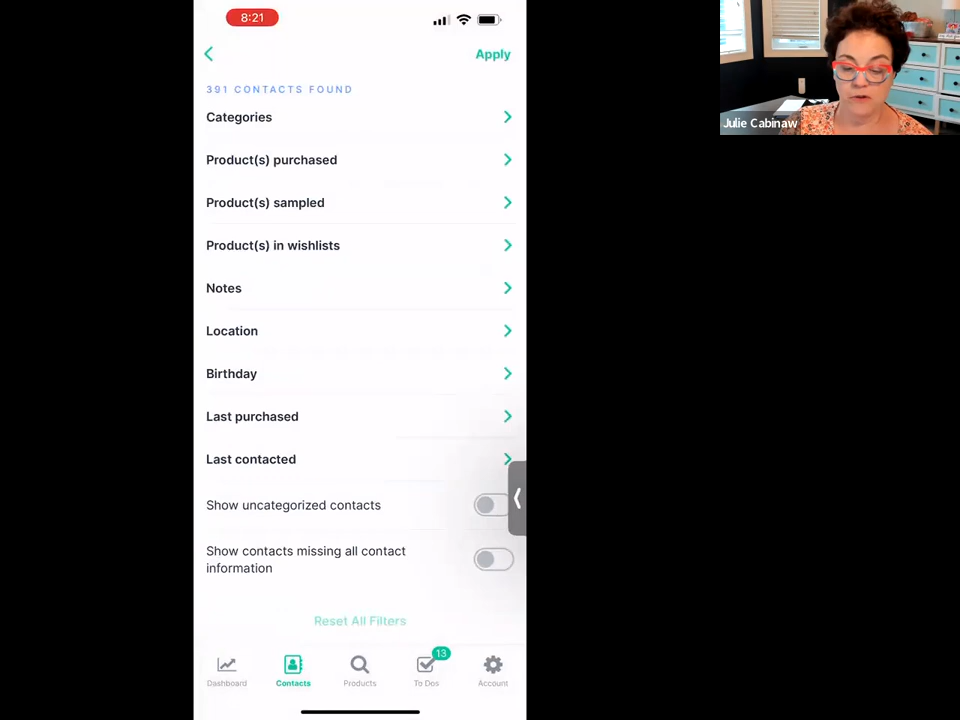 8:21
Apply
391 CONTACTS FOUND
Categories
Product(s) purchased
Product(s) sampled
Product(s) in wishlists
Notes
Location
Birthday
Last purchased
Last contacted
Show uncategorized contacts
Show contacts missing all contact
information
Reset All Filters
13
Dashboard
Contacts
Products
To Dos
Account
Julie Cabinaw